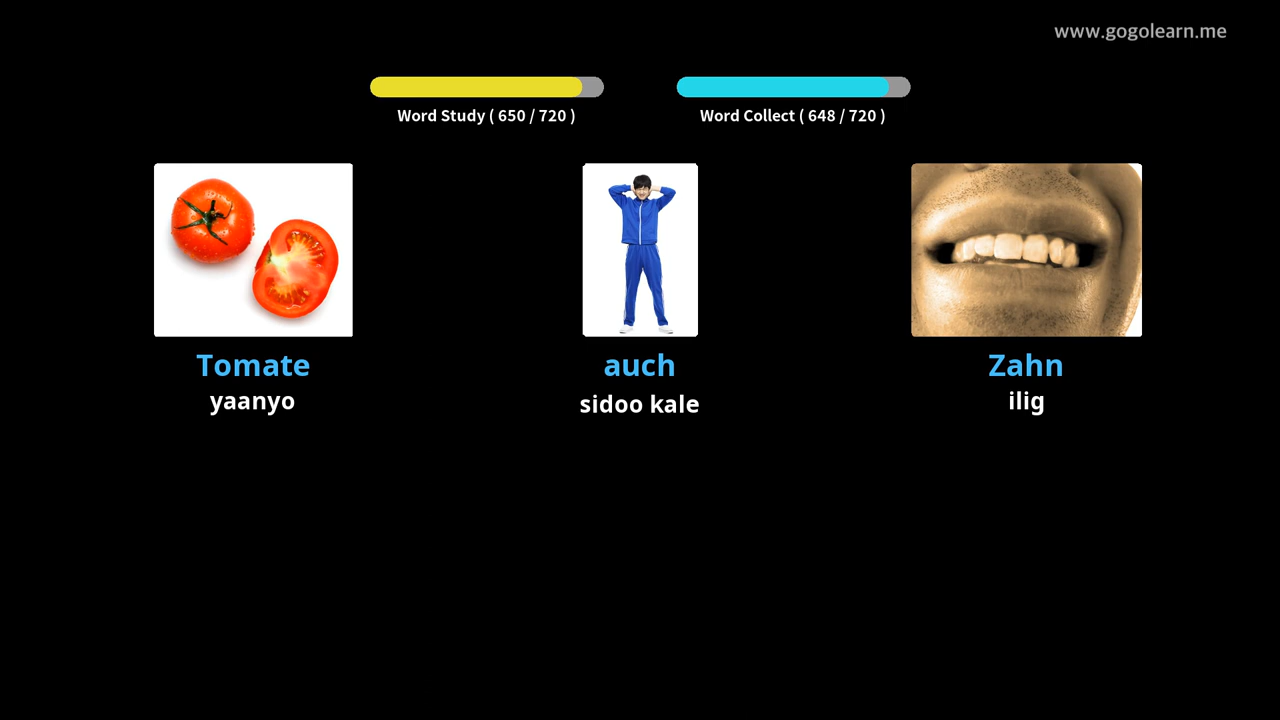 www.gogolearn.me
Word Study ( 650 / 720 )
Word Collect ( 648 / 720 )
Tomate
yaanyo
auch
sidoo kale
Zahn
ilig